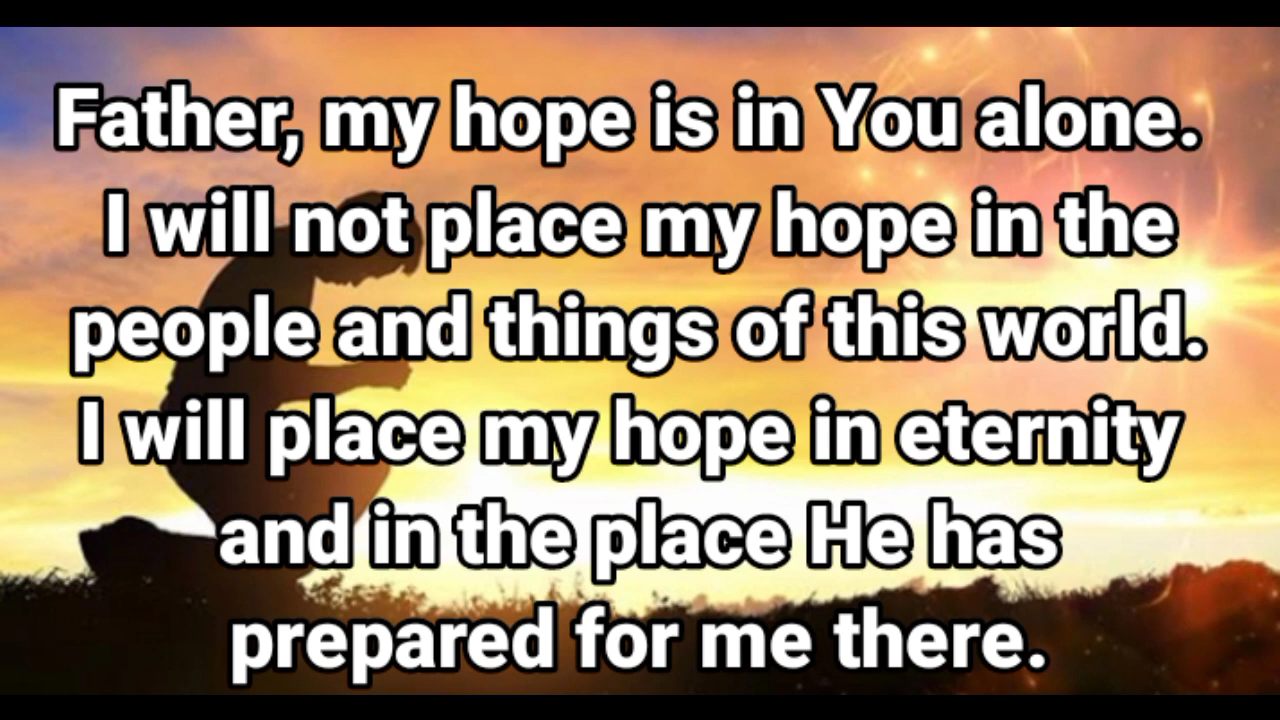 Father, my hope is in You alone.
I will not place my hope in the
people and things of this world.
I will place my hope in eternity
and in the place He has
prepared for me there.